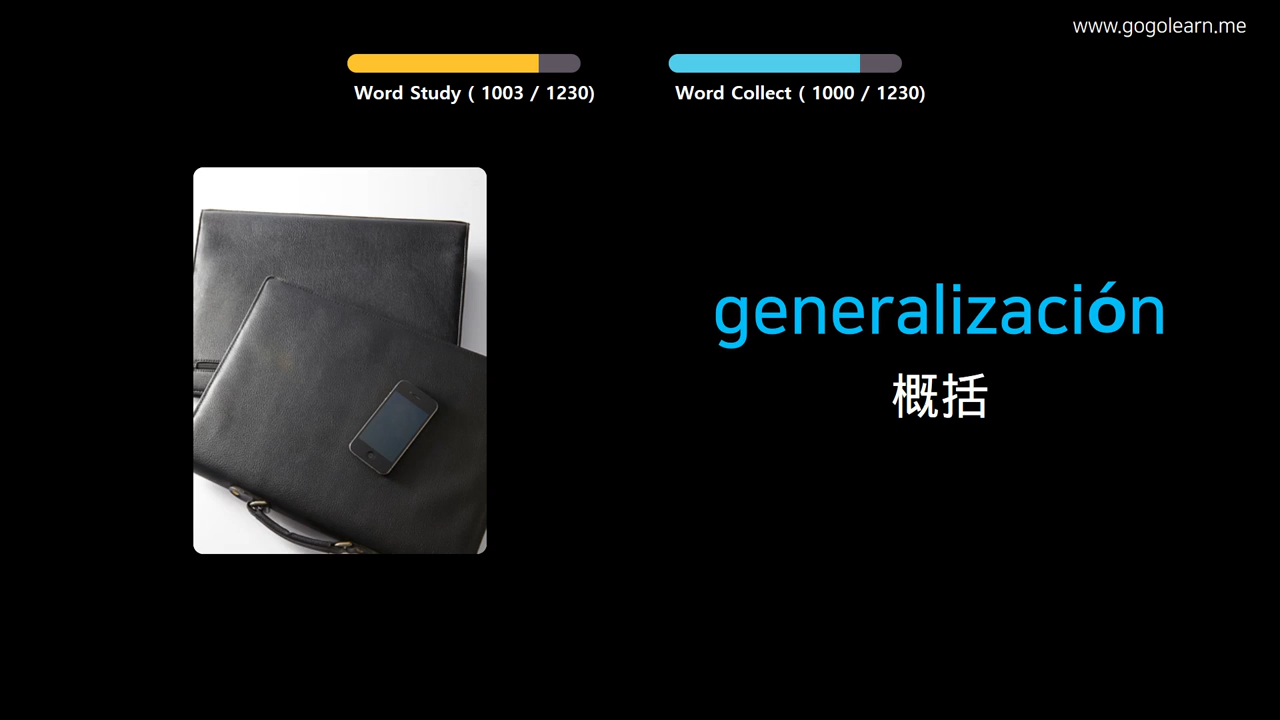 www.gogolearn.me
Word Study ( 1003 / 1230)
Word Collect ( 1000 / 1230)
generalización
概括